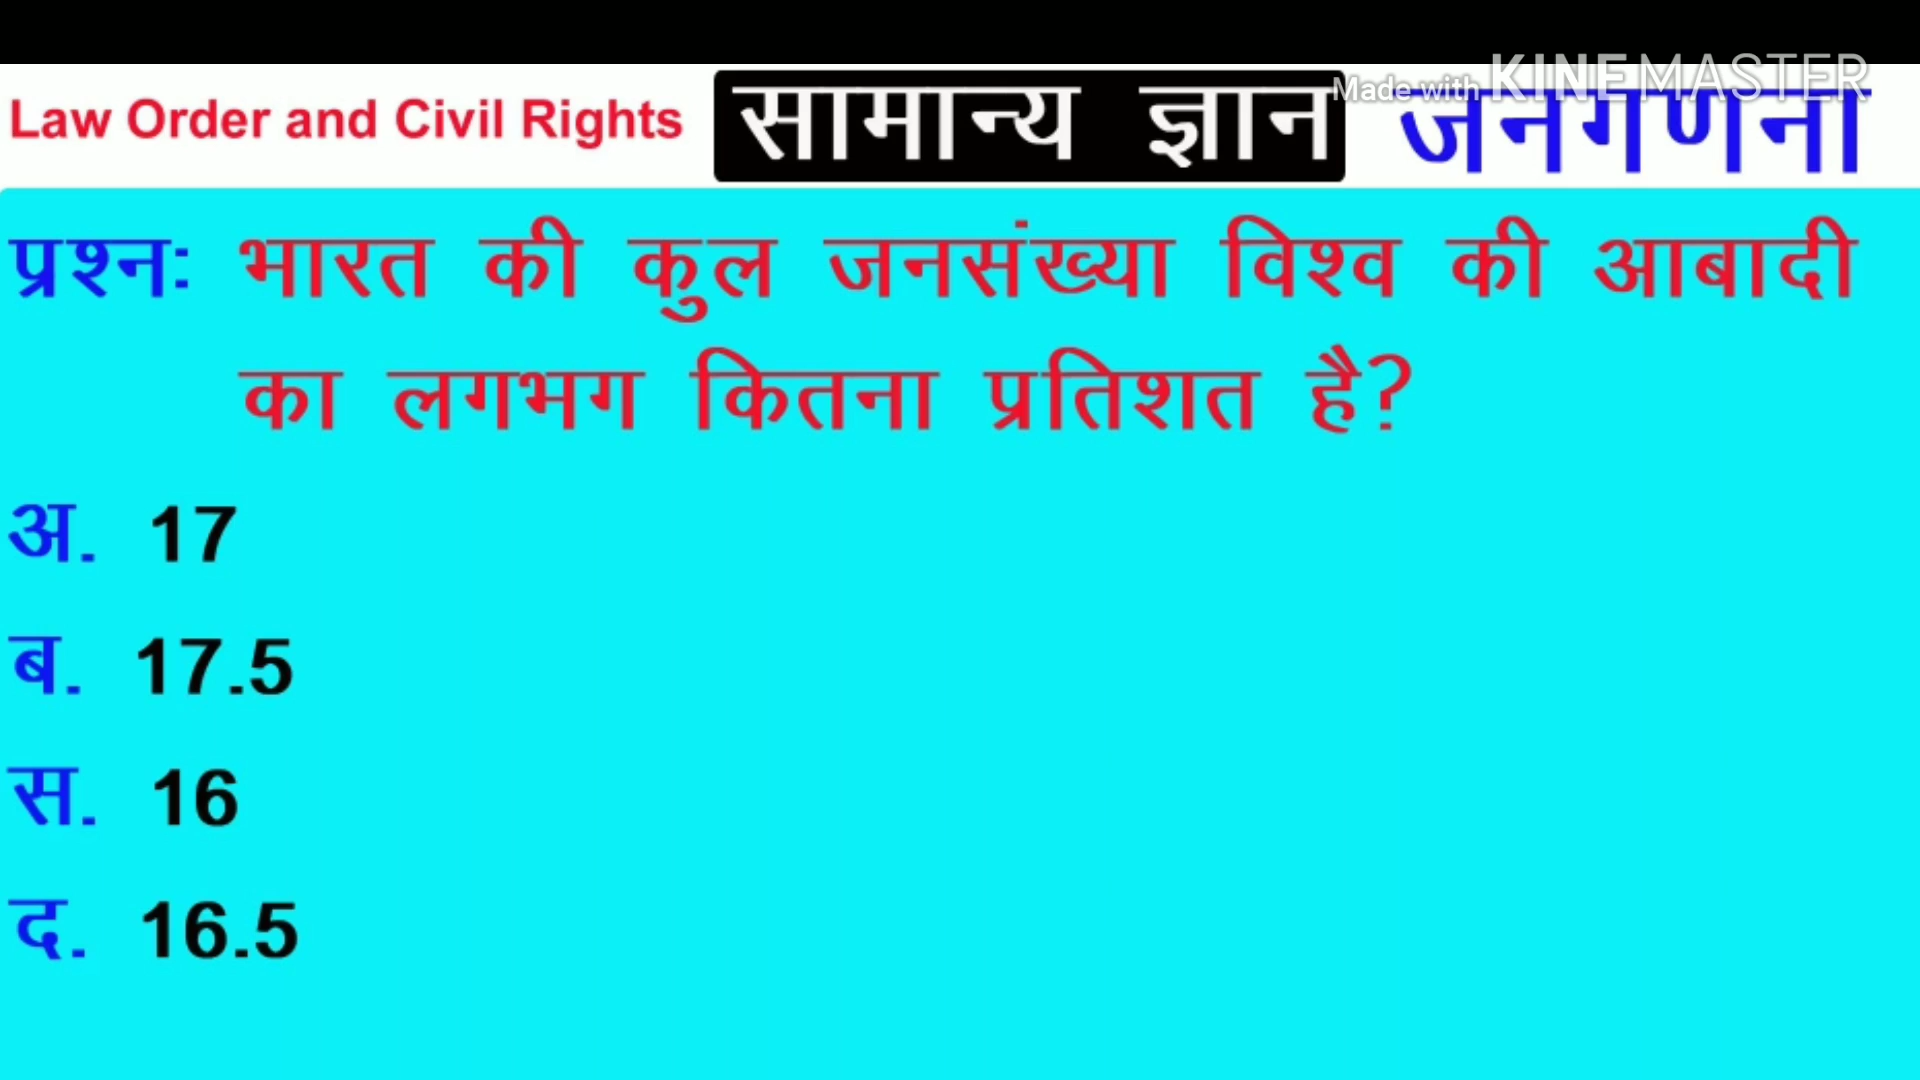 Made with KINEMASTER
Law Order and Civil Rights सामान्य ज्ञान जनगणना
प्रश्न: भारत की कुल जनसंख्या विश्व की आबादी
का लगभग कितना प्रतिशत है?
अ. 17
ब. 17.5
स. 16
द. 16.5